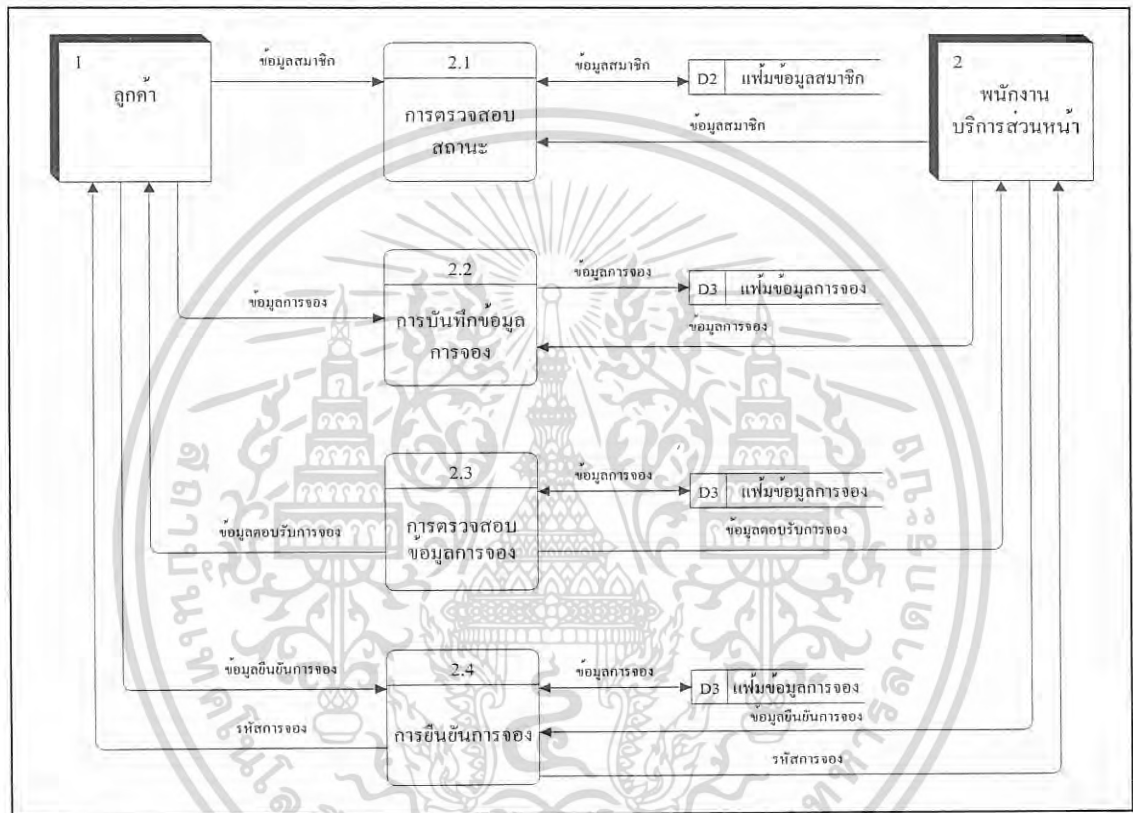 1
ลูกค้า
ข้อมูลสมาชิก
2.1
การตรวจสอบ
สถานะ
ข้อมูลสมาชิก
D2 แฟ้มข้อมูลสมาชิก
ข้อมูลสมาชิก
2
พนักงาน
บริการส่วนหน้า
ข้อมูลการจอง
2.2
การบันทึกข้อมูล
การจอง
ข้อมูลการจอง
D3 แฟ้มข้อมูลการจอง
ข้อมูลการจอง
ข้อมูลตอบรับการจอง
2.3
การตรวจสอบ
ข้อมูลการจอง
ข้อมูลการจอง
D3 แฟ้มข้อมูลการจอง
ข้อมูลตอบรับการจอง
ข้อมูลยืนยันการจอง
รหัสการจอง
2.4
การยืนยันการจอง
ข้อมูลการจอง
D3 แฟ้มข้อมูลการจอง
ข้อมูลยืนยันการจอง
รหัสการจอง